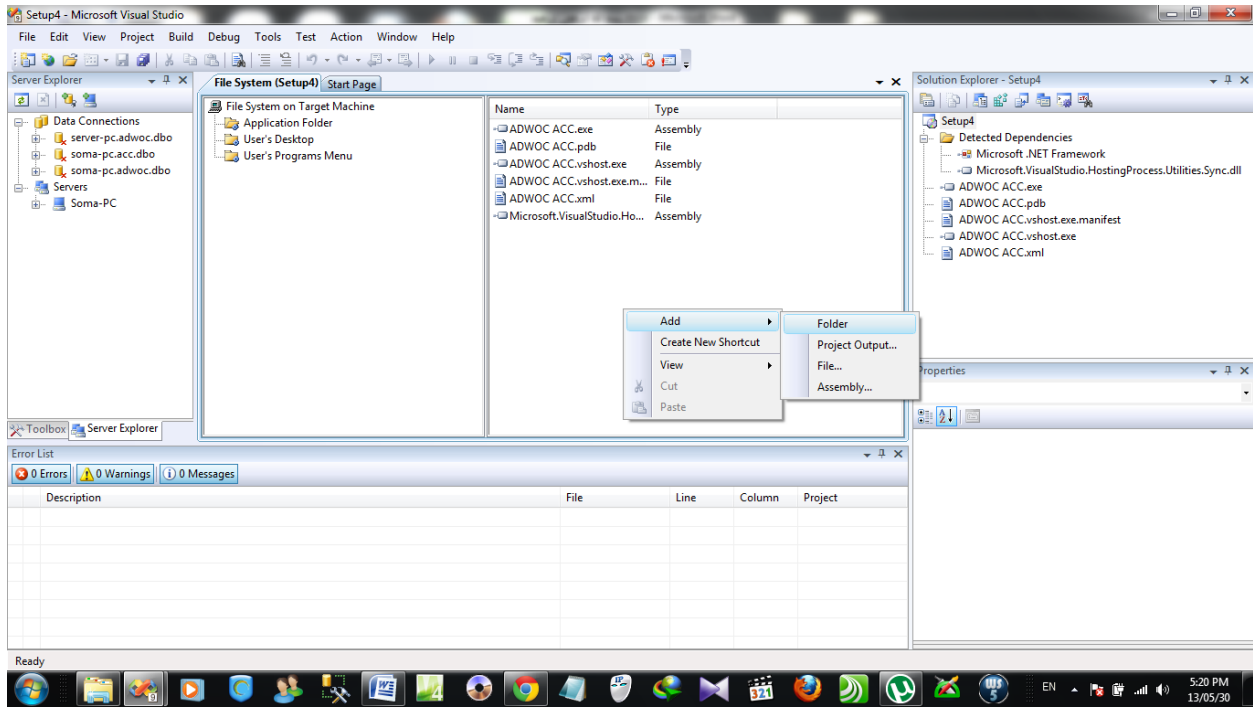 Setup4 - Microsoft Visual Studio
File Edit View Project Build Debug Tools Test Action Window Help
Server Explorer
Data Connections
server-pc.adwoc.dbo
soma-pc.acc.dbo
soma-pc.adwoc.dbo
Servers
Soma-PC
Toolbox Server Explorer
File System (Setup4) Start Page
File System on Target Machine
Application Folder
User's Desktop
User's Programs Menu
Name Type
ADWOC ACC.exe Assembly
ADWOC ACC.pdb File
ADWOC ACC.vshost.exe Assembly
ADWOC ACC.vshost.exe.m... File
ADWOC ACC.xml File
Microsoft.VisualStudio.Ho... Assembly
Add
Create New Shortcut
View
Cut
Paste
Folder
Project Output...
File...
Assembly...
Solution Explorer - Setup4
Setup4
Detected Dependencies
Microsoft .NET Framework
Microsoft.VisualStudio.HostingProcess.Utilities.Sync.dll
ADWOC ACC.exe
ADWOC ACC.pdb
ADWOC ACC.vshost.exe.manifest
ADWOC ACC.vshost.exe
ADWOC ACC.xml
Properties
Error List
0 Errors 0 Warnings 0 Messages
Description File Line Column Project
Ready
EN
5:20 PM
13/05/30